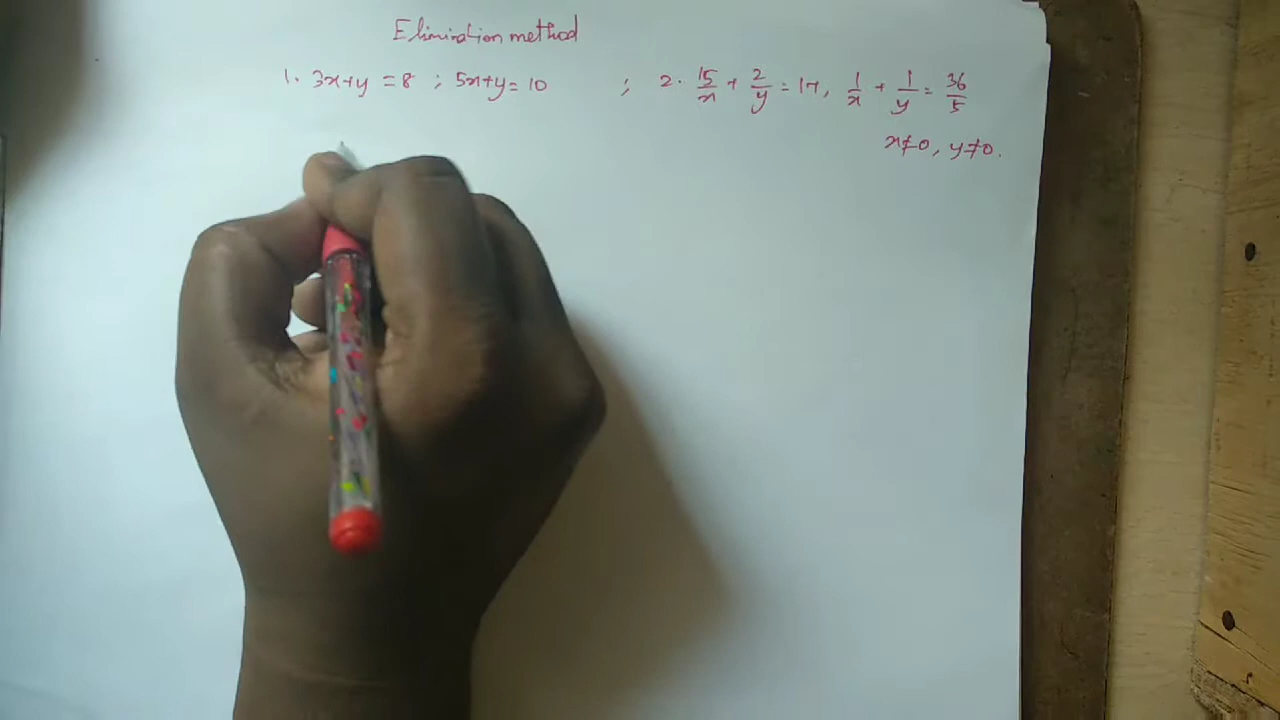 Elimination method
1. 3x+y = 8 ; 5x+y = 10 ; 2. 15/x + 2/y = 17, 1/x + 1/y = 36/5
x≠0, y≠0.